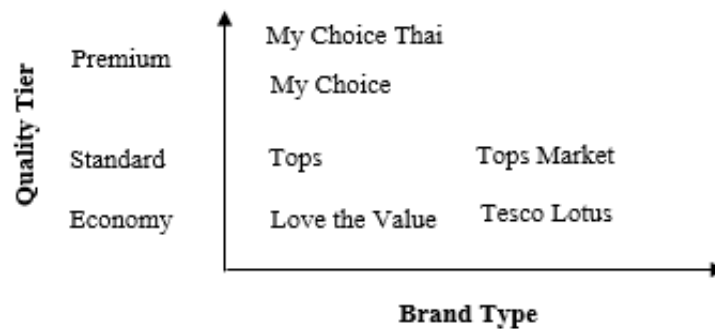 My Choice Thai
Premium
My Choice
Quality Tier
Standard Tops Tops Market
Economy Love the Value Tesco Lotus
Brand Type